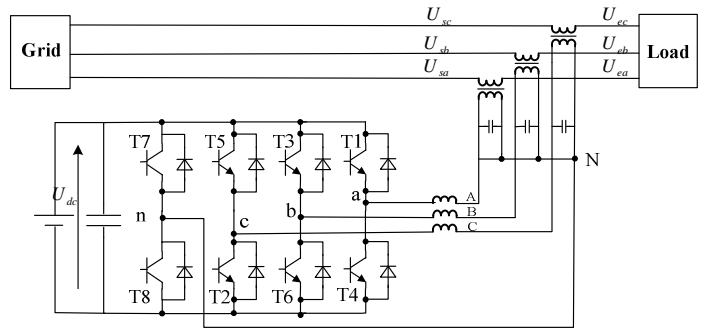 U_sc U_ec
Grid U_sb U_eb Load
U_sa U_ea
T7 T5 T3 T1
N
U_dc n c b a A
B
C
T8 T2 T6 T4